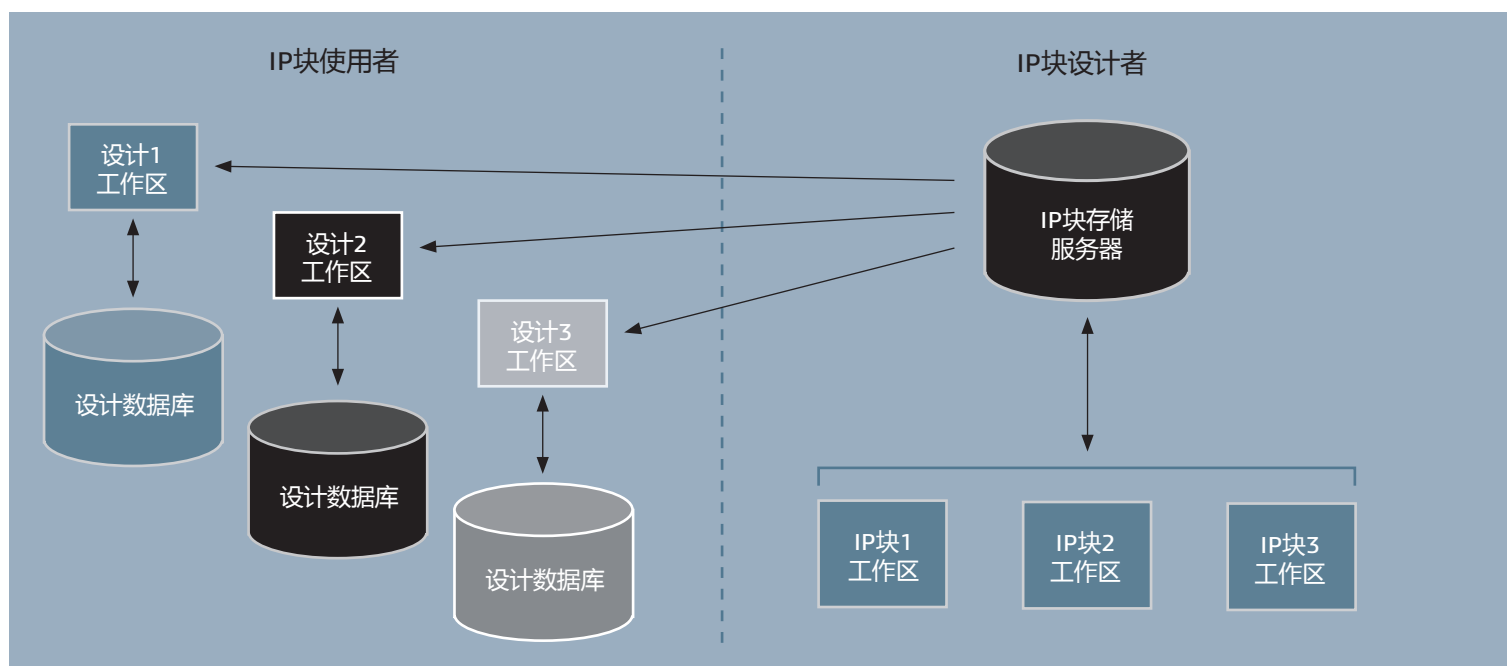 IP块使用者
IP块设计者
设计1
工作区
设计2
工作区
设计3
工作区
设计数据库
设计数据库
设计数据库
IP块存储
服务器
IP块1
工作区
IP块2
工作区
IP块3
工作区